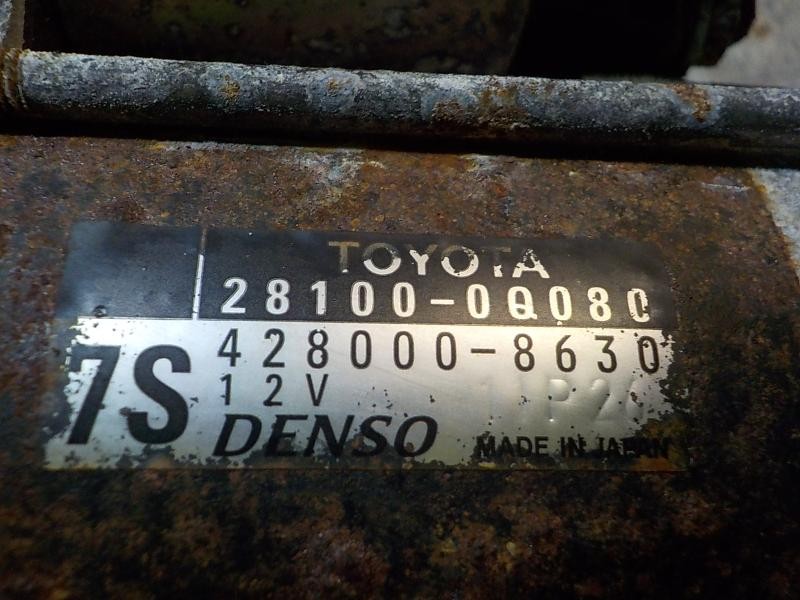 TOYOTA
28100-0Q080
7S
428000-8630
12V
DENSO
MADE IN JAPAN